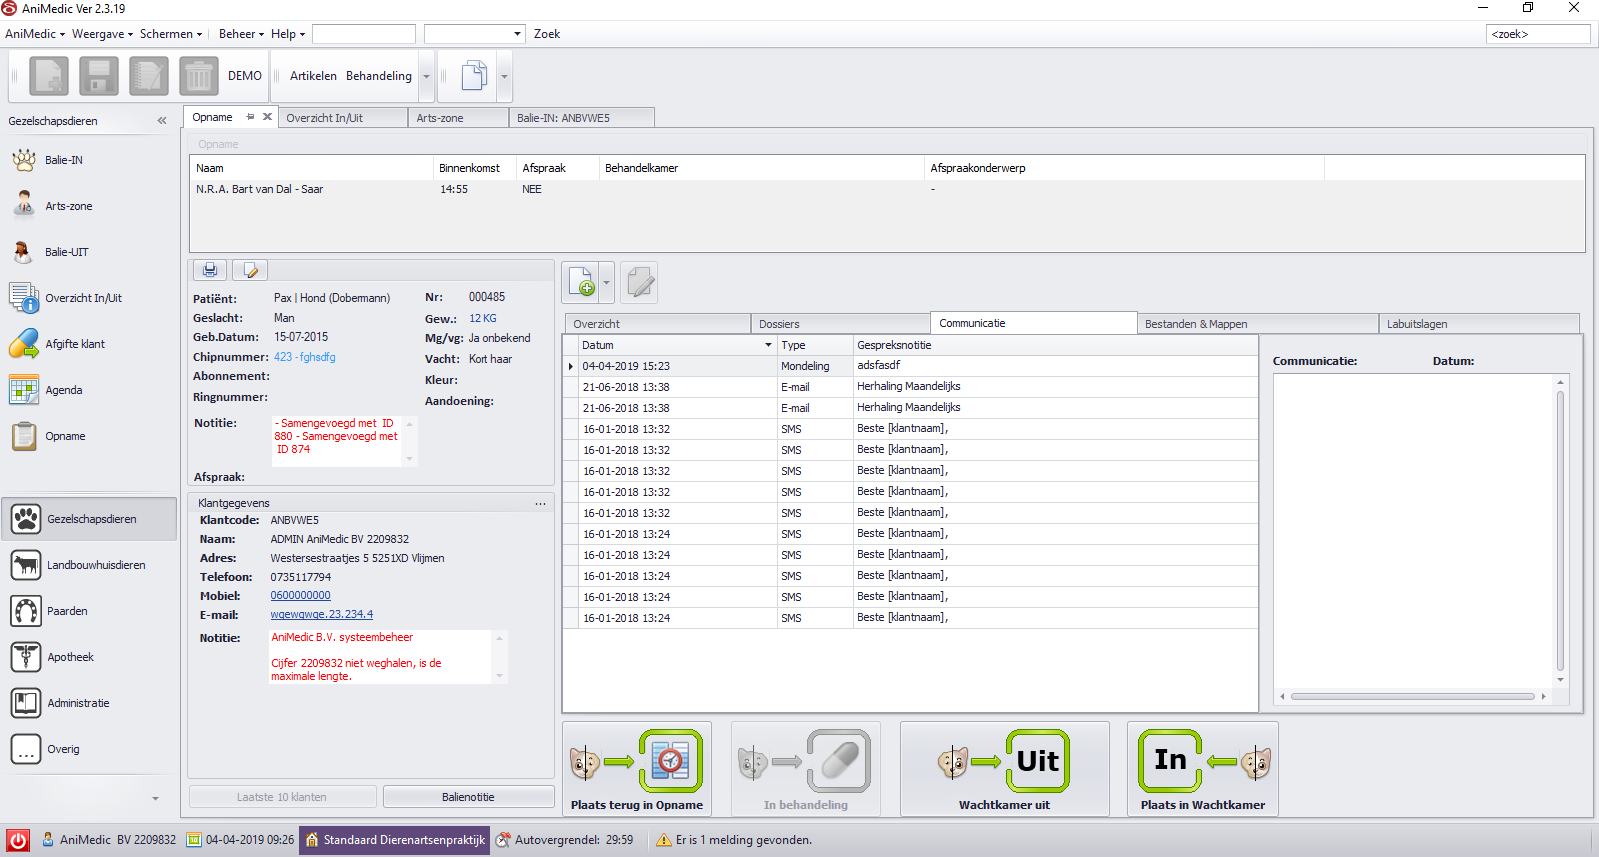 AniMedic Ver 2.3.19
AniMedic Weergave Schermen Beheer Help Zoek <zoek>
DEMO Artikelen Behandeling
Gezelschapsdieren «
Balie-IN
Arts-zone
Balie-UIT
Overzicht In/Uit
Afgifte klant
Agenda
Opname
Gezelschapsdieren
Landbouwhuisdieren
Paarden
Apotheek
Administratie
... Overig
Opname Overzicht In/Uit Arts-zone Balie-IN: ANBVWE5
Opname
Naam Binnenkomst Afspraak Behandelkamer Afspraakonderwerp
N.R.A. Bart van Dal - Saar 14:55 NEE -
Patiënt: Pax | Hond (Dobermann) Nr: 000485
Geslacht: Man Gew.: 12 KG
Geb.Datum: 15-07-2015 Mg/vg: Ja onbekend
Chipnummer: 423 - fghsdfg Vacht: Kort haar
Abonnement: Kleur:
Ringnummer: Aandoening:
Notitie: - Samengevoegd met ID
880 - Samengevoegd met
ID 874
Afspraak:
Klantgegevens ...
Klantcode: ANBVWE5
Naam: ADMIN AniMedic BV 2209832
Adres: Westersestraatjes 5 5251XD Vlijmen
Telefoon: 0735117794
Mobiel: 0600000000
E-mail: wgewgwge.23.234.4
Notitie: AniMedic B.V. systeembeheer
Cijfer 2209832 niet weghalen, is de
maximale lengte.
Laatste 10 klanten Balienotitie
Overzicht Dossiers Communicatie Bestanden & Mappen Labuitslagen
Datum Type Gespreksnotitie
04-04-2019 15:23 Mondeling adsfasdf
21-06-2018 13:38 E-mail Herhaling Maandelijks
21-06-2018 13:38 E-mail Herhaling Maandelijks
16-01-2018 13:32 SMS Beste [klantnaam],
16-01-2018 13:32 SMS Beste [klantnaam],
16-01-2018 13:32 SMS Beste [klantnaam],
16-01-2018 13:32 SMS Beste [klantnaam],
16-01-2018 13:32 SMS Beste [klantnaam],
16-01-2018 13:24 SMS Beste [klantnaam],
16-01-2018 13:24 SMS Beste [klantnaam],
16-01-2018 13:24 SMS Beste [klantnaam],
16-01-2018 13:24 SMS Beste [klantnaam],
16-01-2018 13:24 SMS Beste [klantnaam],
Communicatie: Datum:
Uit In
Plaats terug in Opname In behandeling Wachtkamer uit Plaats in Wachtkamer
AniMedic BV 2209832 04-04-2019 09:26 Standaard Dierenartsenpraktijk Autovergrendel: 29:59 Er is 1 melding gevonden.